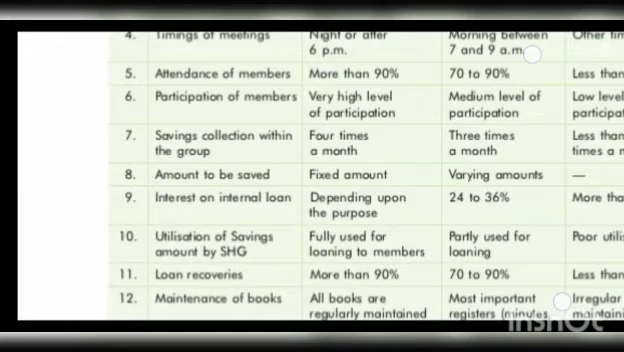 4. Timings of meetings Night or after Morning between Other
6 p.m. 7 and 9 a.m.
5. Attendance of members More than 90% 70 to 90% Less than
6. Participation of members Very high level Medium level of Low level
of participation participation
7. Savings collection within Four times Three times Less than
the group a month a month times a
8. Amount to be saved Fixed amount Varying amounts —
9. Interest on internal loan Depending upon 24 to 36% More
the purpose
10. Utilisation of Savings Fully used for Partly used for Poor
amount by SHG loaning to members loaning
11. Loan recoveries More than 90% 70 to 90% Less than
12. Maintenance of books All books are Most important Irregular
regularly maintained registers (minutes,
InShOt